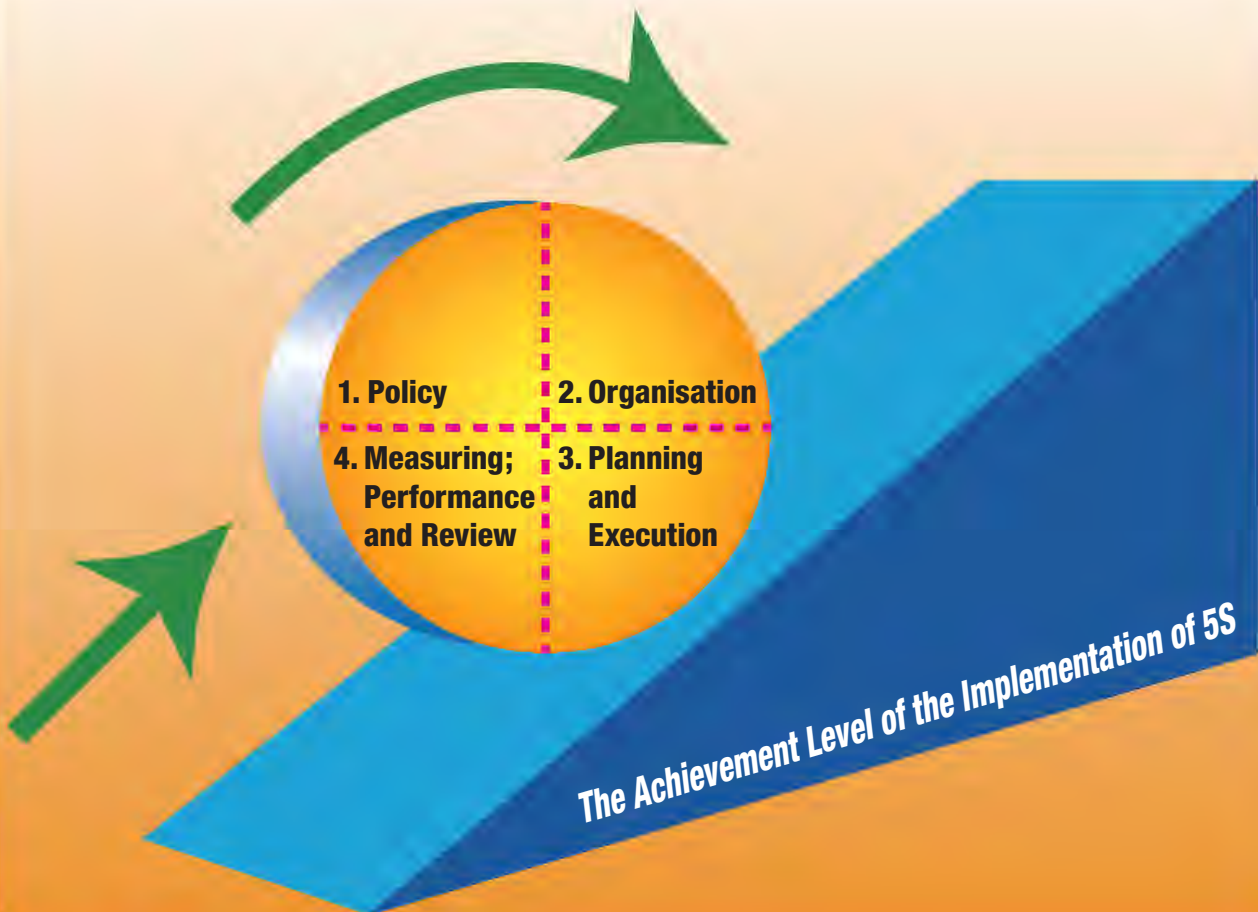 1. Policy
2. Organisation
4. Measuring;
Performance
and Review
3. Planning
and
Execution
The Achievement Level of the Implementation of 5S